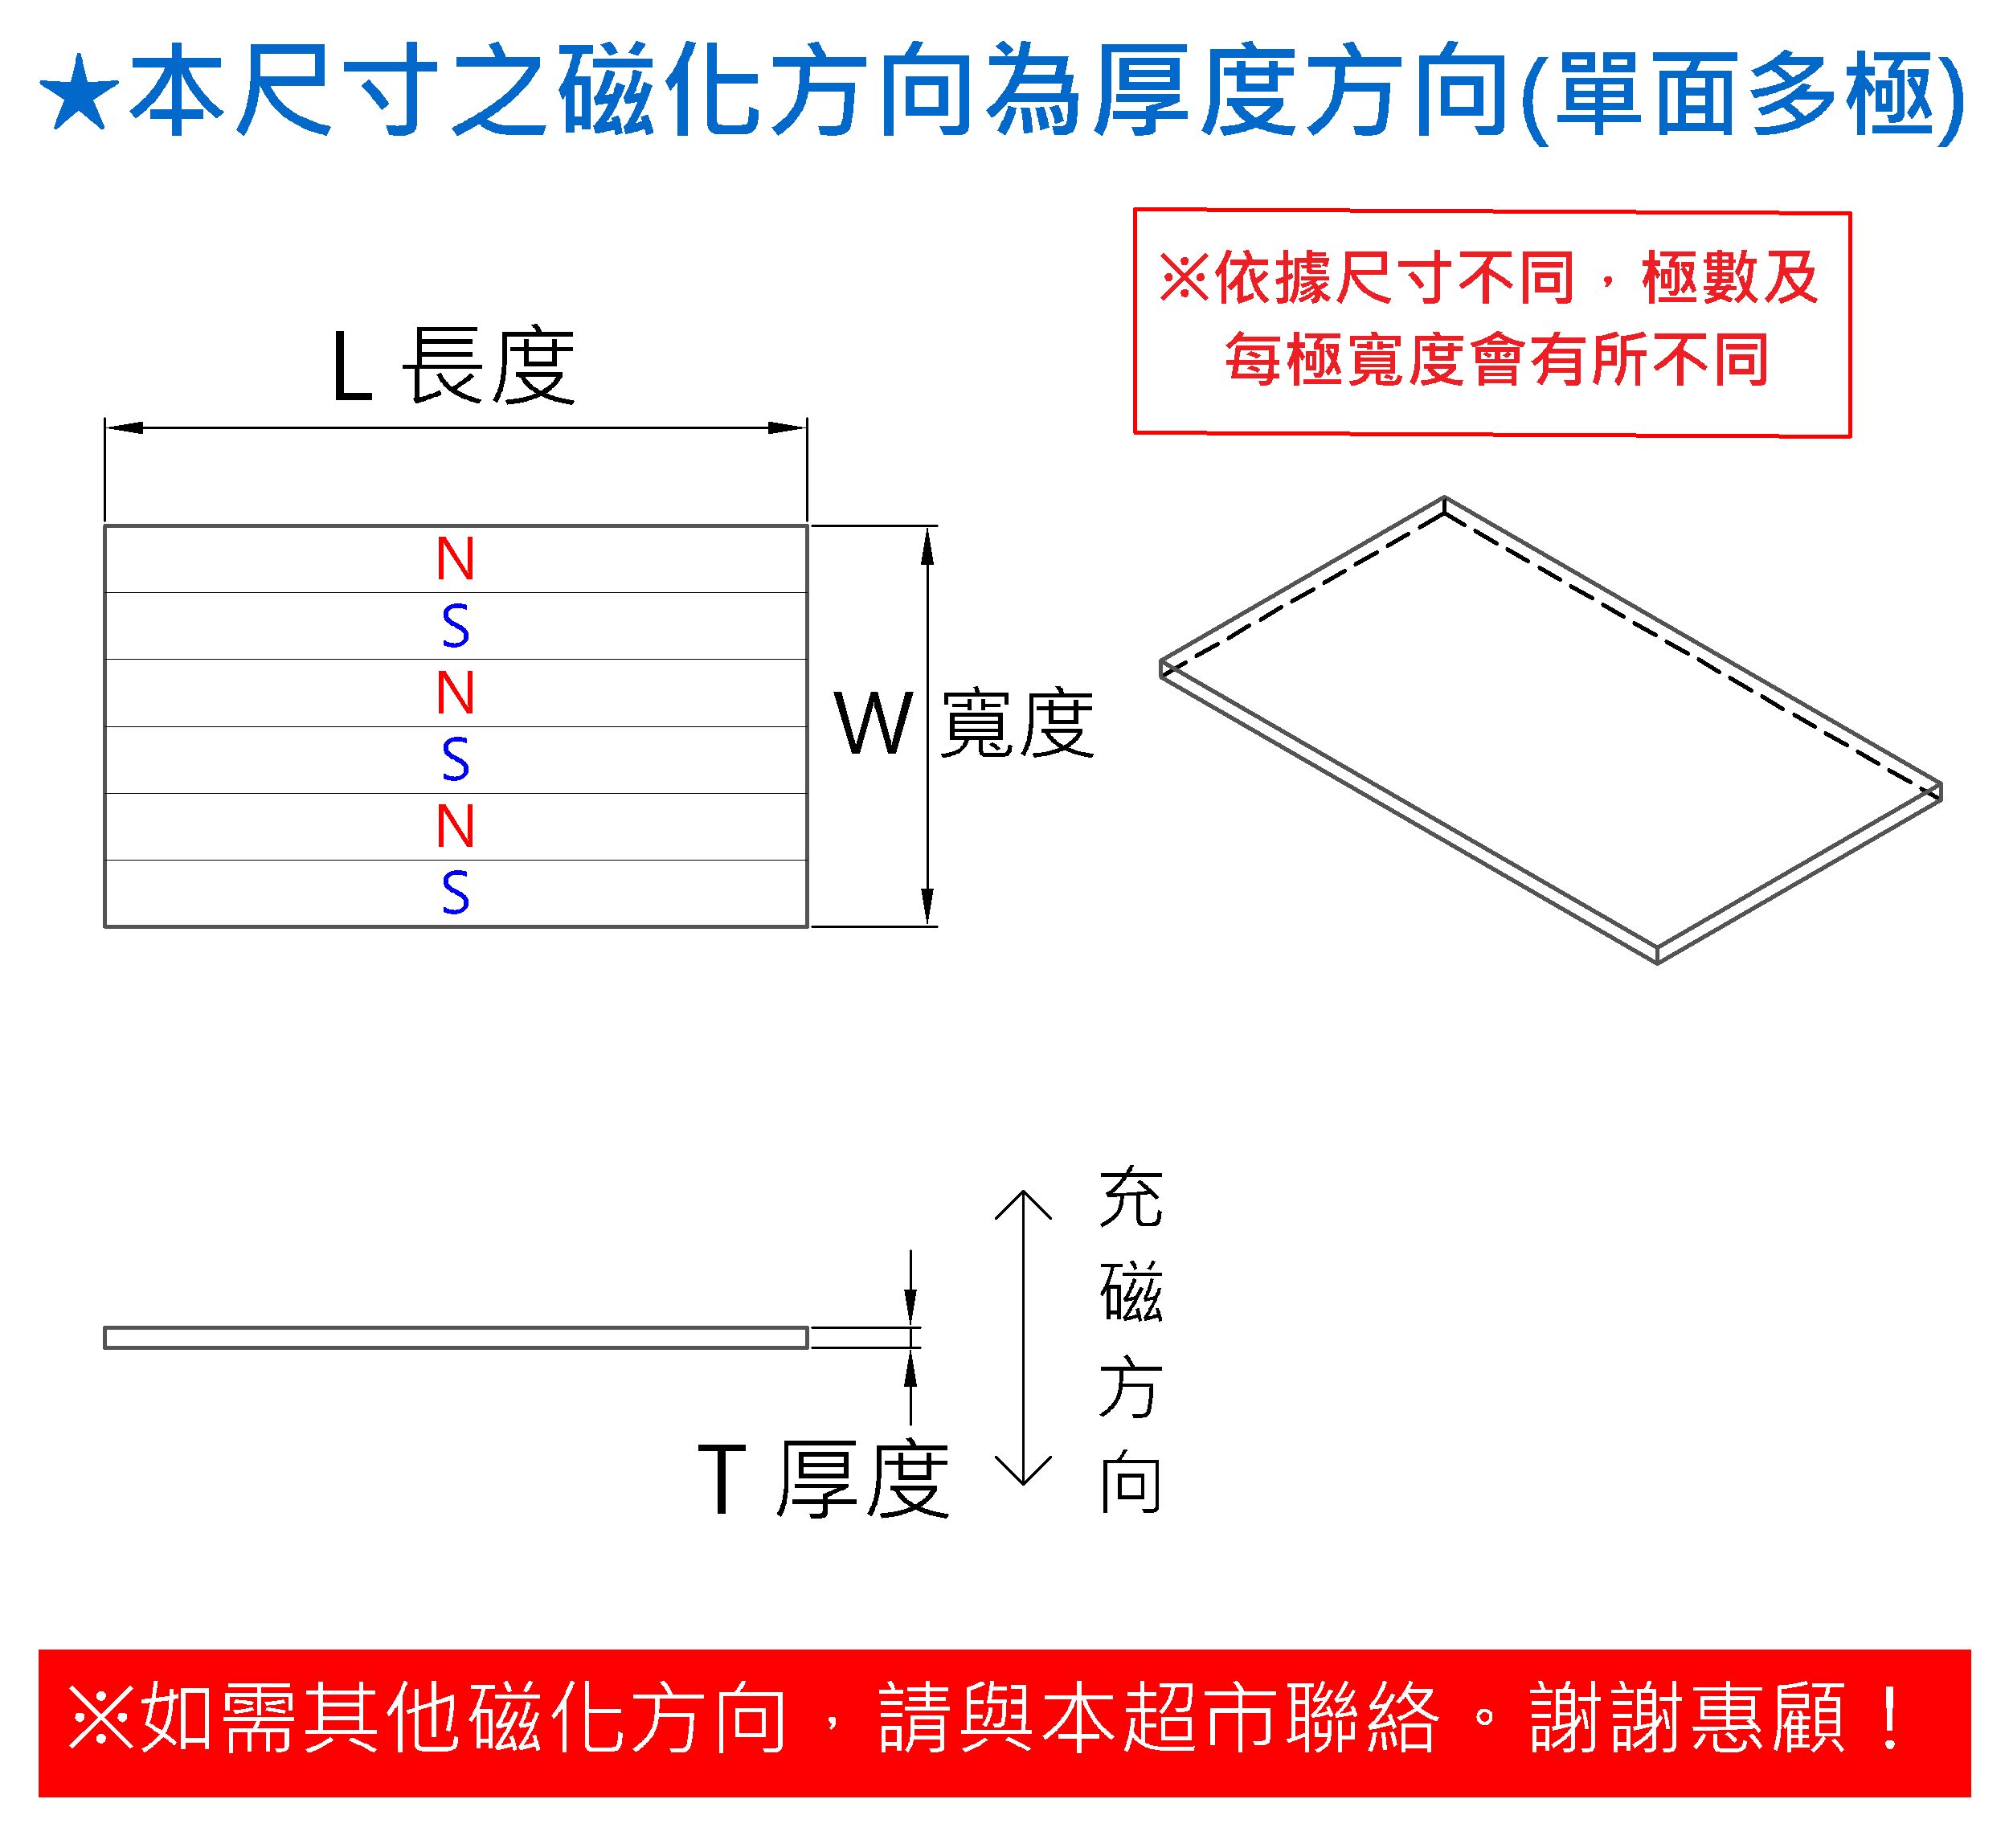 ★本尺寸之磁化方向為厚度方向(單面多極)
※依據尺寸不同，極數及
每極寬度會有所不同
L 長度
N
S
N
S
N
S
W 寬度
充
磁
方
向
T 厚度
※如需其他磁化方向，請與本超市聯絡。謝謝惠顧！